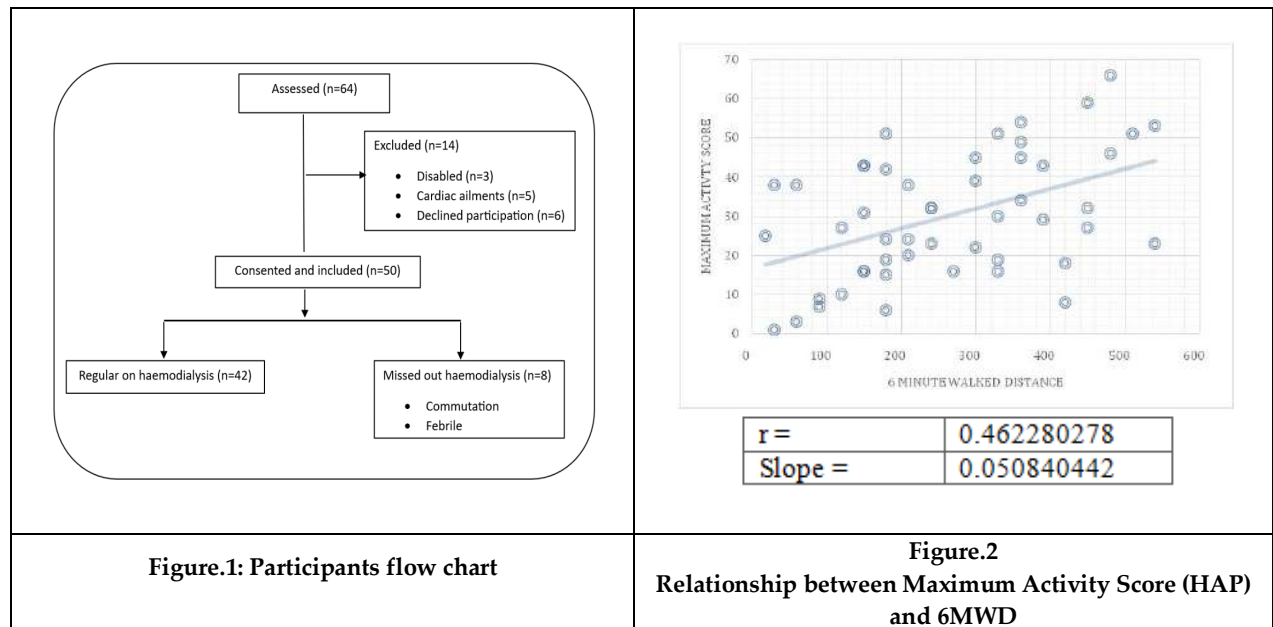 Assessed (n=64)
Excluded (n=14)
• Disabled (n=3)
• Cardiac ailments (n=5)
• Declined participation (n=6)
Consented and included (n=50)
Regular on haemodialysis (n=42)
Missed out haemodialysis (n=8)
• Commutation
• Febrile
Figure.1: Participants flow chart
70
60
50
40
30
20
10
0
MAXIMUM ACTIVTY SCORE
0 100 200 300 400 500 600
6 MINUTE WALKED DISTANCE
r = 0.462280278
Slope = 0.050840442
Figure.2
Relationship between Maximum Activity Score (HAP)
and 6MWD